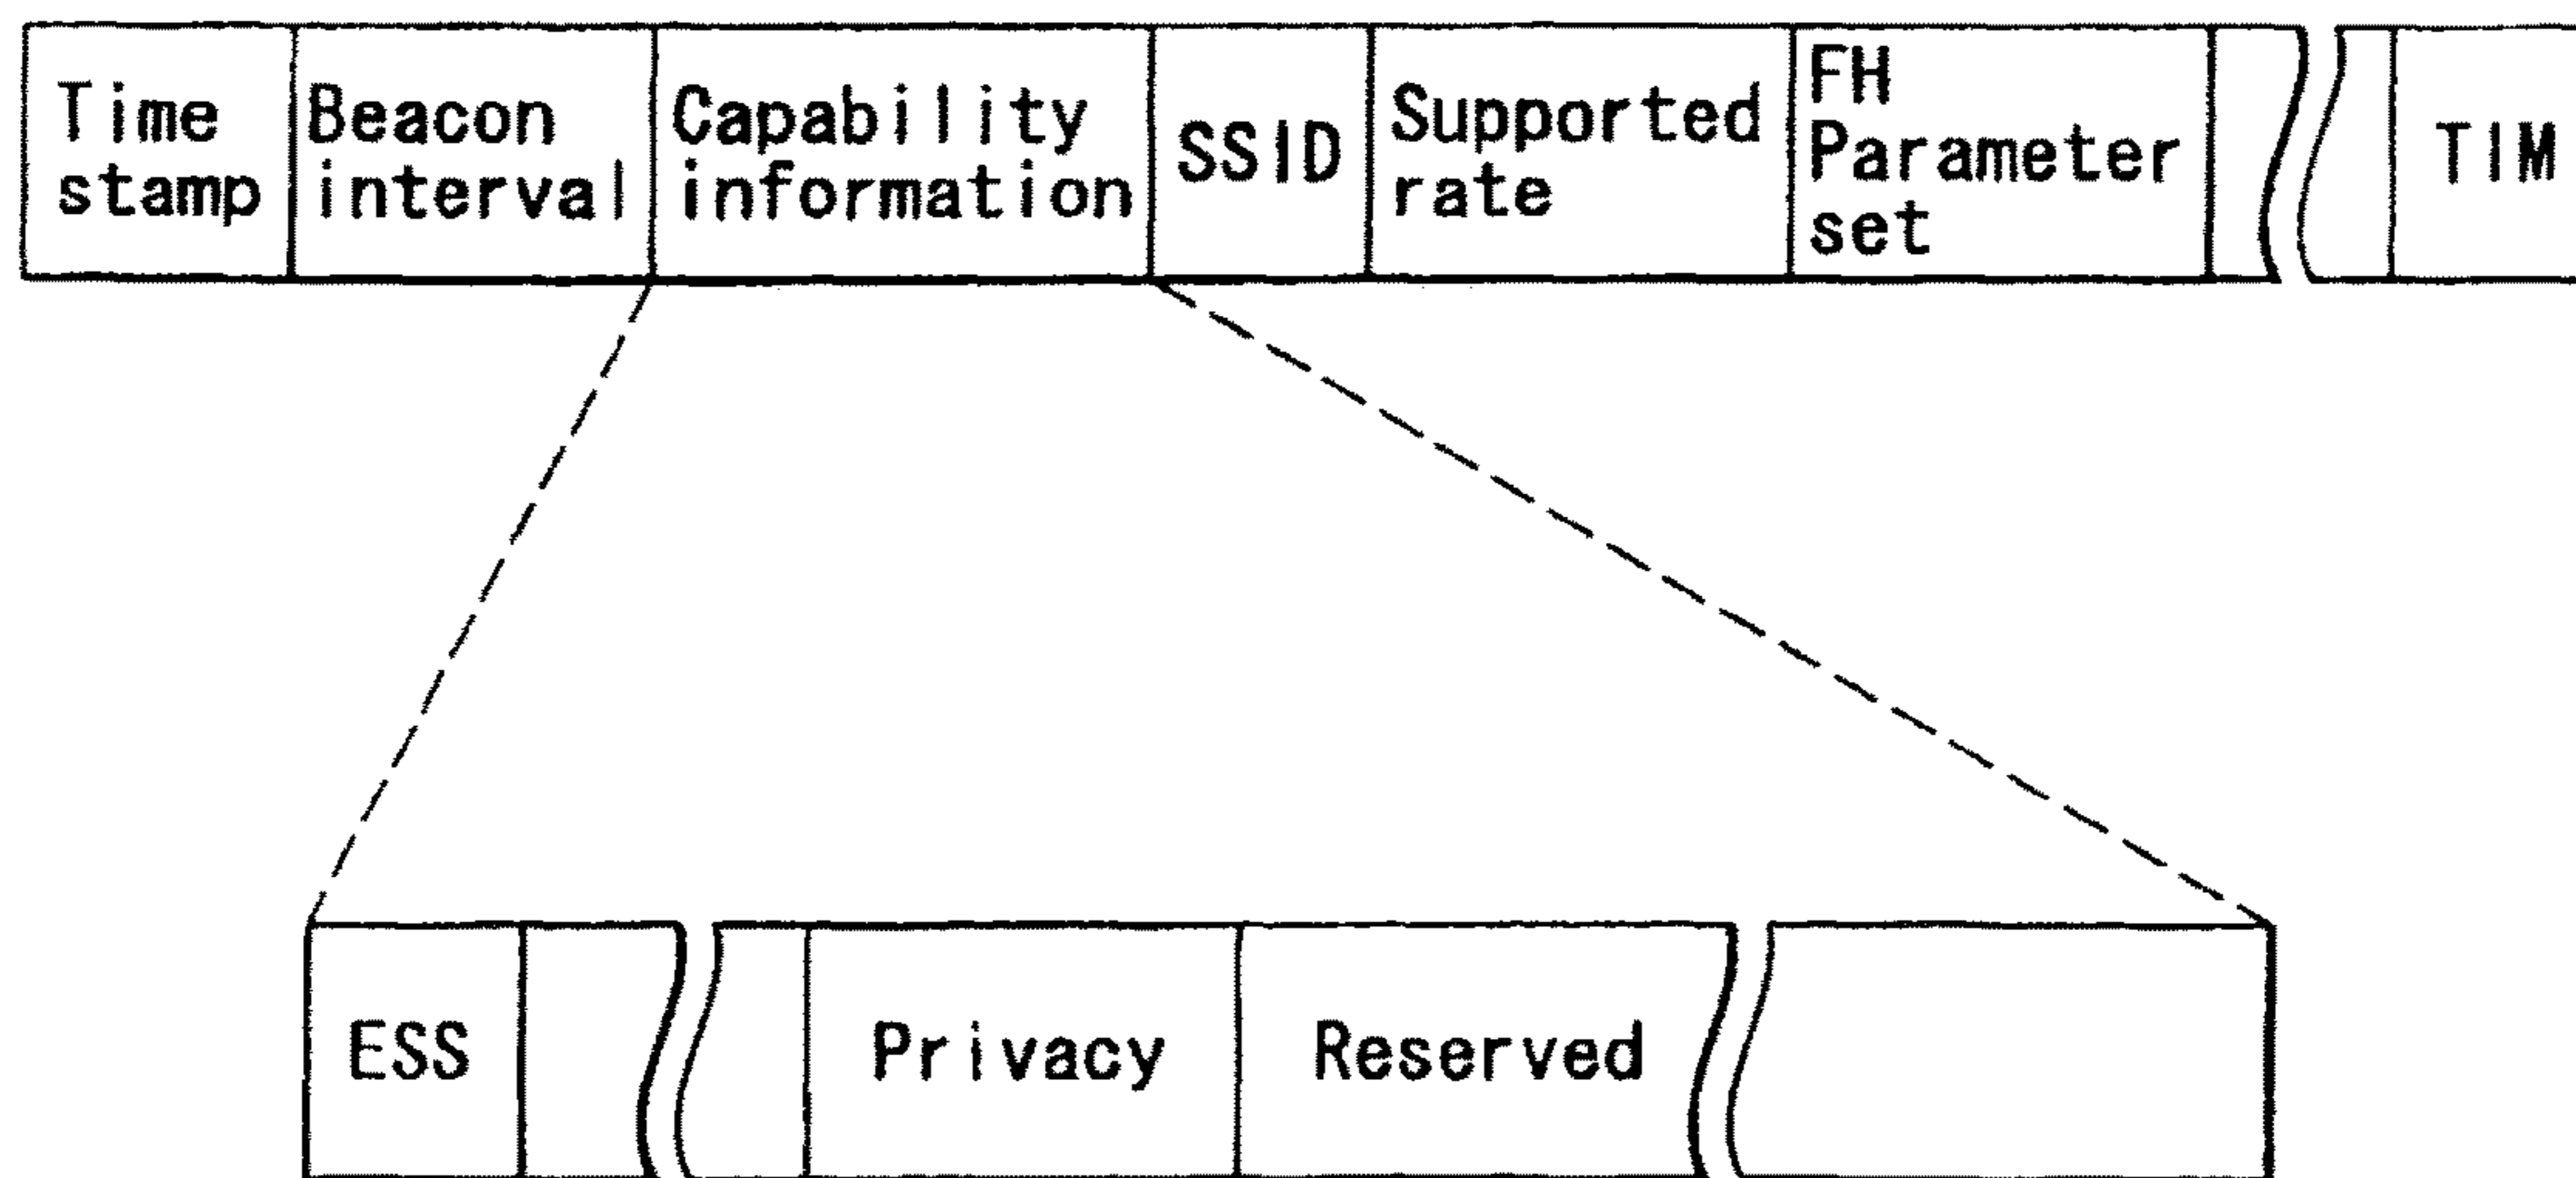 Time
stamp
Beacon
interval
Capability
information
SSID
Supported
rate
FH
Parameter
set
TIM
ESS
Privacy
Reserved